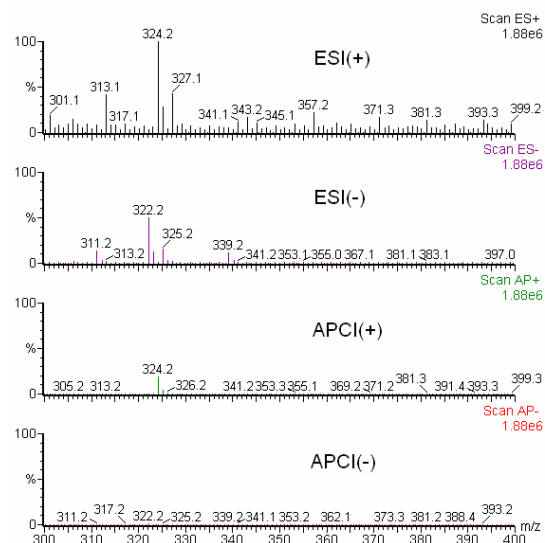 Scan ES+
1.88e6
100
%
0
ESI(+)
301.1 313.1 317.1 324.2 327.1 341.1 343.2 345.1 357.2 371.3 381.3 393.3 399.2
Scan ES-
1.88e6
100
%
0
ESI(-)
311.2 313.2 322.2 325.2 339.2 341.2 353.1 355.0 367.1 381.1 383.1 397.0
Scan AP+
1.88e6
100
%
0
APCI(+)
305.2 313.2 324.2 326.2 341.2 353.3 355.1 369.2 371.2 381.3 391.4 393.3 399.3
Scan AP-
1.88e6
100
%
0
APCI(-)
311.2 317.2 322.2 325.2 339.2 341.1 353.2 362.1 373.3 381.2 388.4 393.2
300 310 320 330 340 350 360 370 380 390 400 m/z